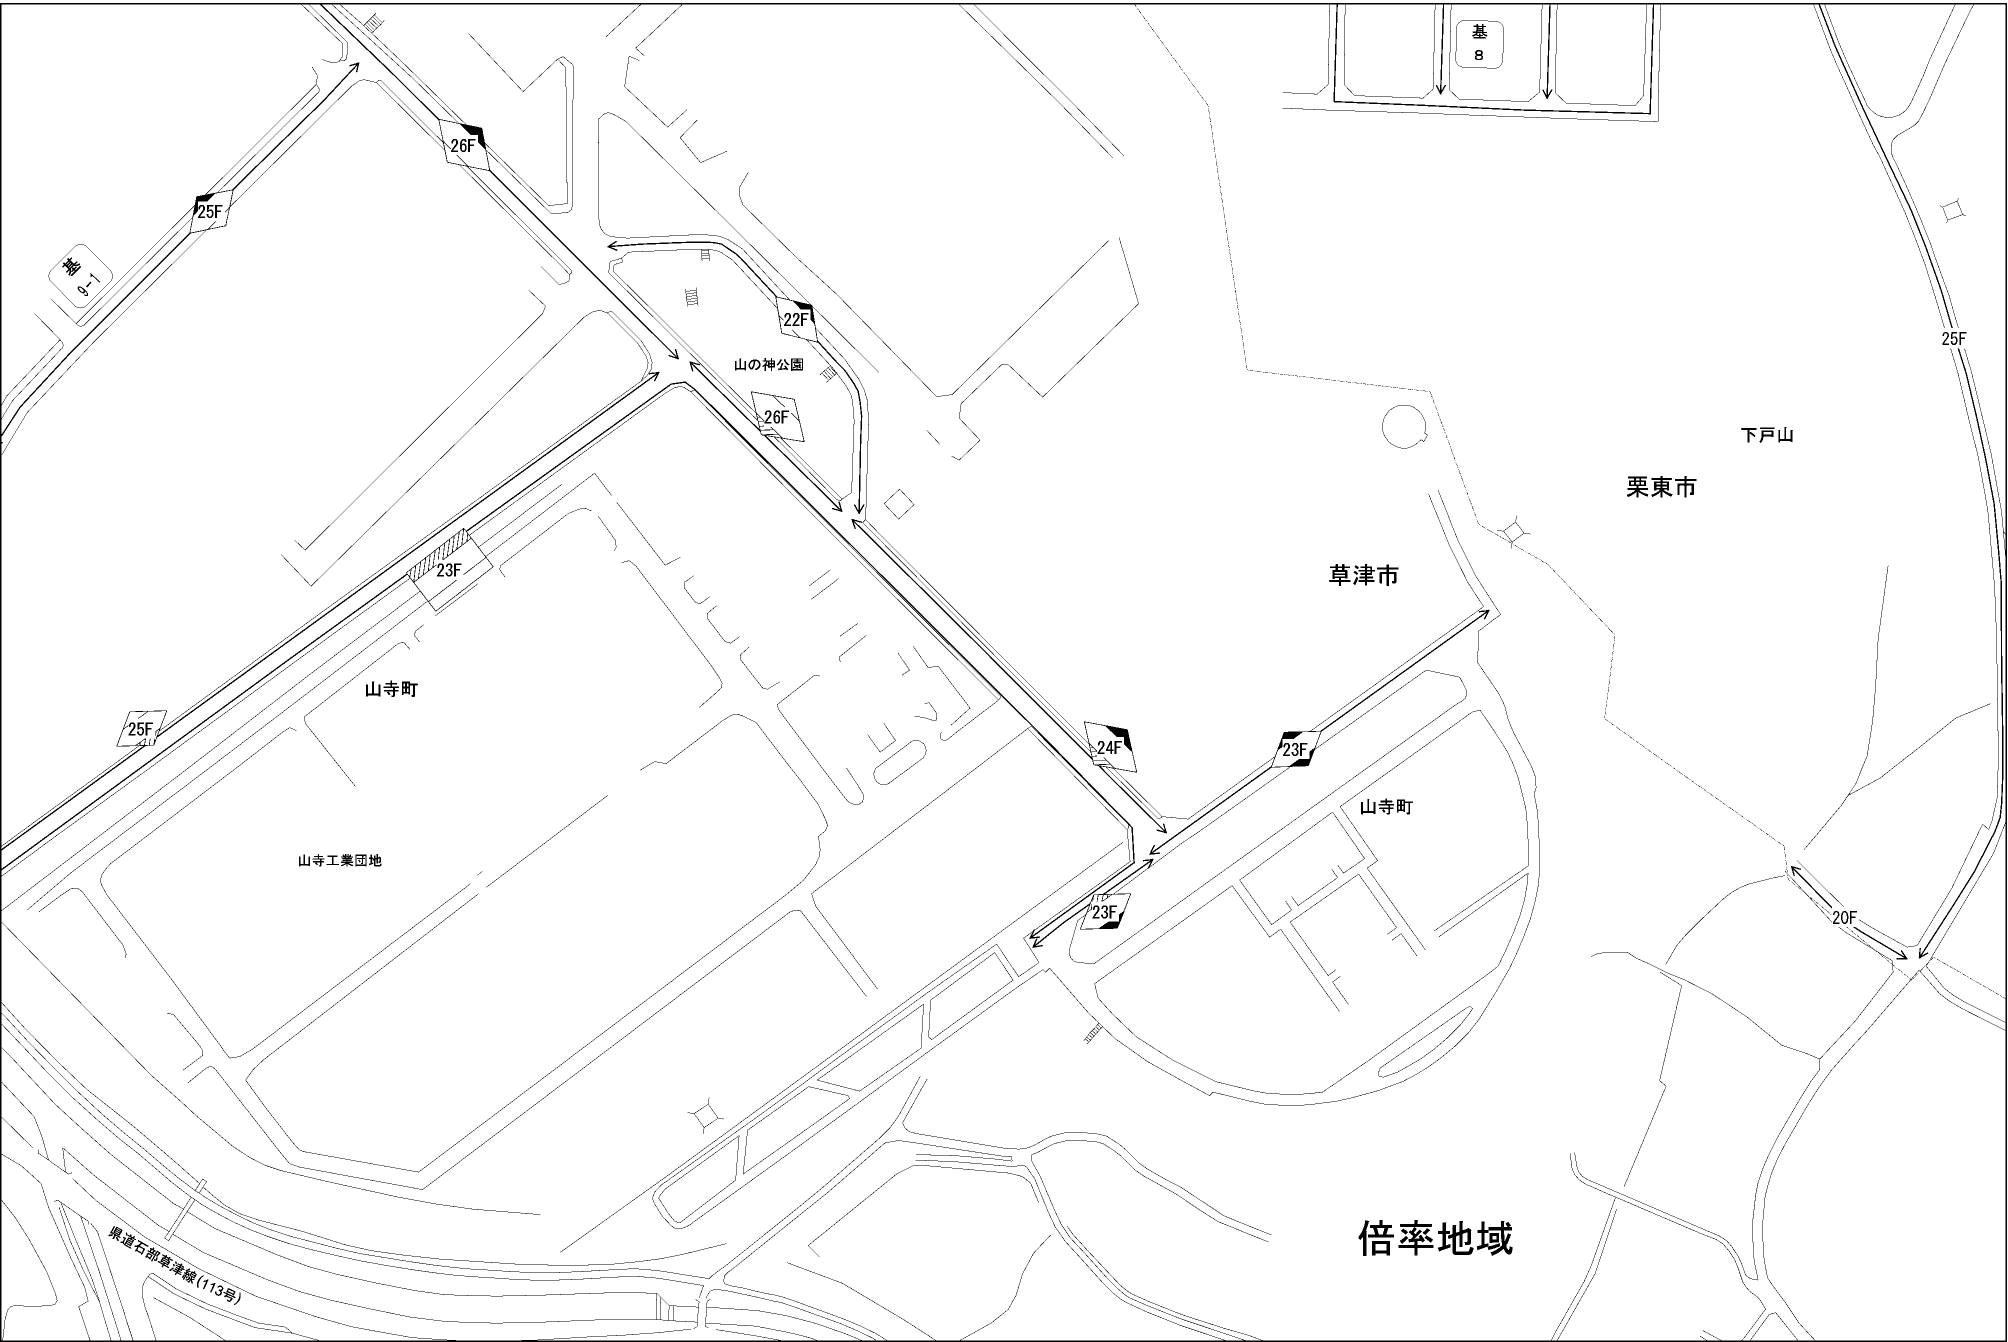 基
8
26F
25F
基
9-1
22F
25F
山の神公園
26F
下戸山
栗東市
23F
草津市
山寺町
25F
24F
23F
山寺町
山寺工業団地
23F
20F
倍率地域
県道石部草津線(113号)